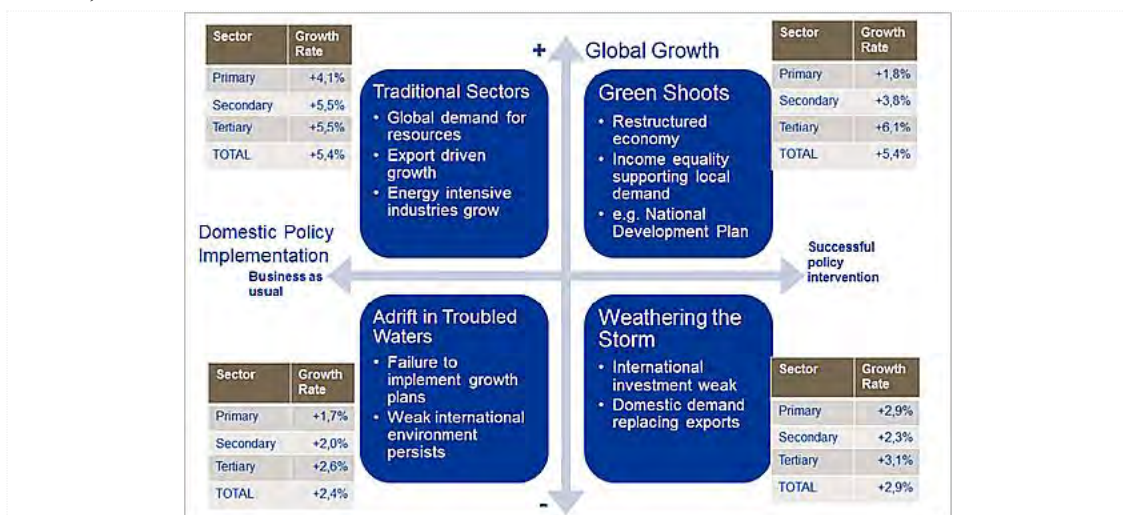 Sector Growth Rate
Primary +4,1%
Secondary +5,5%
Tertiary +5,5%
TOTAL +5,4%
+ Global Growth
Sector Growth Rate
Primary +1,8%
Secondary +3,8%
Tertiary +6,1%
TOTAL +5,4%
Traditional Sectors
• Global demand for
resources
• Export driven
growth
• Energy intensive
industries grow
Green Shoots
• Restructured
economy
• Income equality
supporting local
demand
• e.g. National
Development Plan
Domestic Policy
Implementation
Business as
usual
Successful
policy
intervention
Adrift in Troubled
Waters
• Failure to
implement growth
plans
• Weak international
environment
persists
Weathering the
Storm
• International
investment weak
• Domestic demand
replacing exports
Sector Growth Rate
Primary +1,7%
Secondary +2,0%
Tertiary +2,6%
TOTAL +2,4%
Sector Growth Rate
Primary +2,9%
Secondary +2,3%
Tertiary +3,1%
TOTAL +2,9%
-